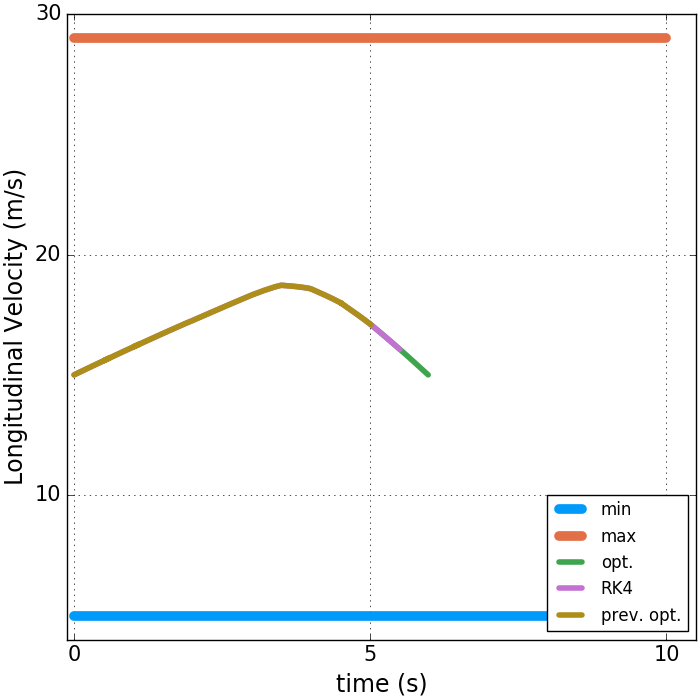 30
20
10
Longitudinal Velocity (m/s)
0
5
10
time (s)
min
max
opt.
RK4
prev. opt.